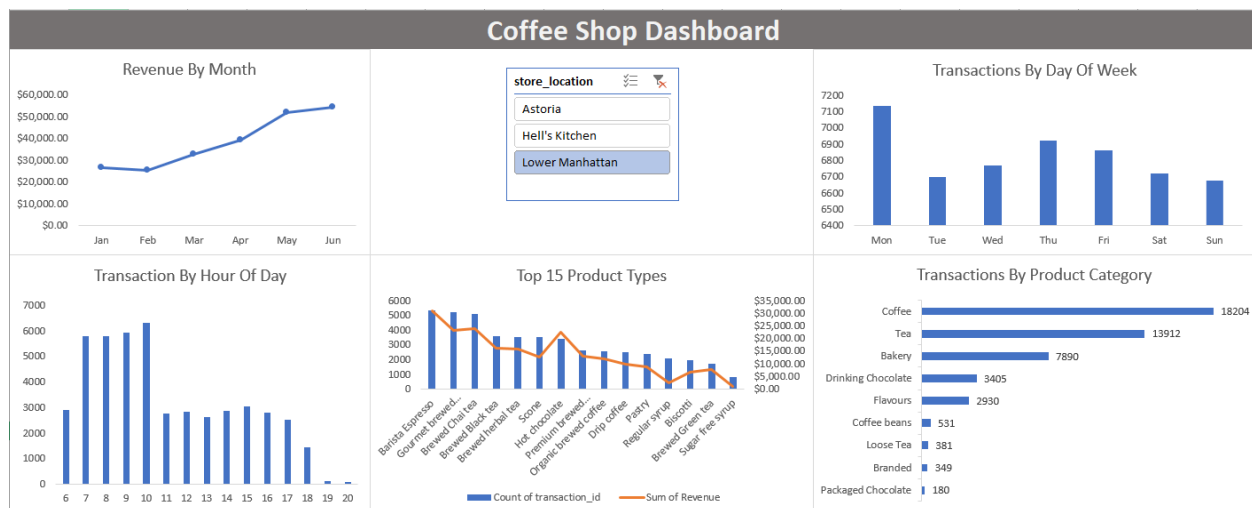 Coffee Shop Dashboard
Revenue By Month
$60,000.00
$50,000.00
$40,000.00
$30,000.00
$20,000.00
$10,000.00
$0.00
Jan Feb Mar Apr May Jun
store_location
Astoria
Hell's Kitchen
Lower Manhattan
Transactions By Day Of Week
7200
7100
7000
6900
6800
6700
6600
6500
6400
Mon Tue Wed Thu Fri Sat Sun
Transaction By Hour Of Day
7000
6000
5000
4000
3000
2000
1000
0
6 7 8 9 10 11 12 13 14 15 16 17 18 19 20
Top 15 Product Types
6000 $35,000.00
5000 $30,000.00
4000 $25,000.00
3000 $20,000.00
2000 $15,000.00
1000 $10,000.00
0 $5,000.00
$0.00
Barista Espresso
Gourmet brewed...
Brewed Chai tea
Brewed Black tea
Brewed herbal tea
Scone
Hot chocolate
Premium brewed...
Organic brewed coffee
Drip coffee
Pastry
Regular syrup
Biscotti
Brewed Green tea
Sugar free syrup
Count of transaction_id Sum of Revenue
Transactions By Product Category
Coffee 18204
Tea 13912
Bakery 7890
Drinking Chocolate 3405
Flavours 2930
Coffee beans 531
Loose Tea 381
Branded 349
Packaged Chocolate 180